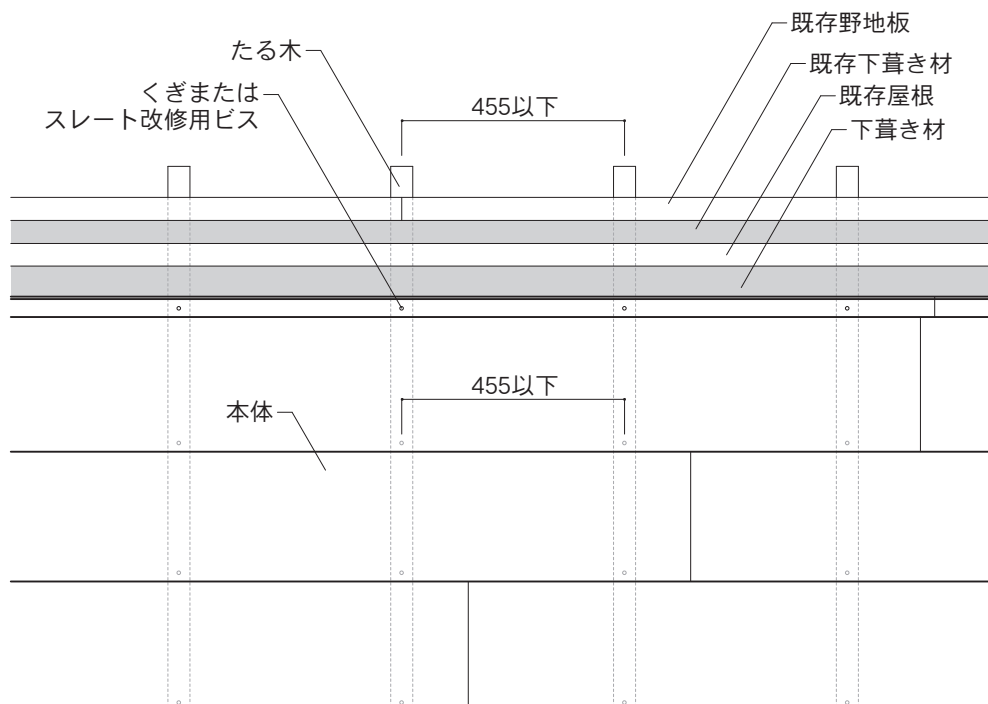 既存野地板
たる木
既存下葺き材
くぎまたは
スレート改修用ビス
既存屋根
455以下
下葺き材
455以下
本体